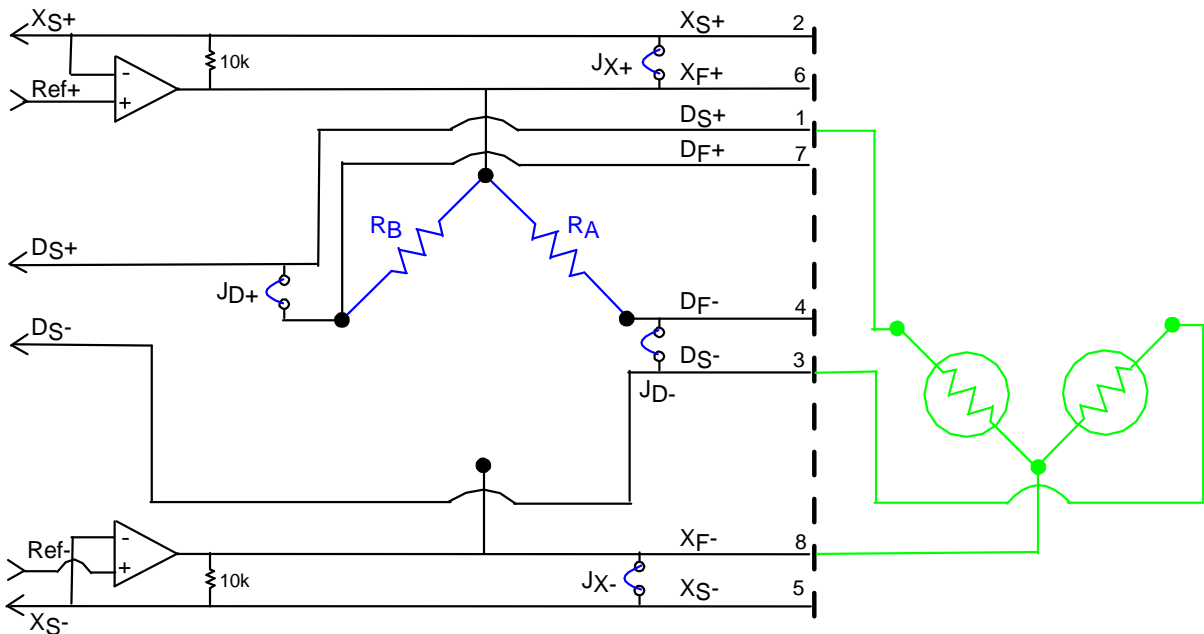 XS+ XS+ 2
10k JX+
XF+ 6
Ref+ - +
DS+ 1
DF+ 7
RB RA
DS+
JD+
DF- 4
DS-
DS- 3
JD-
- XF- 8
Ref- +
10k JX- XS- 5
XS-